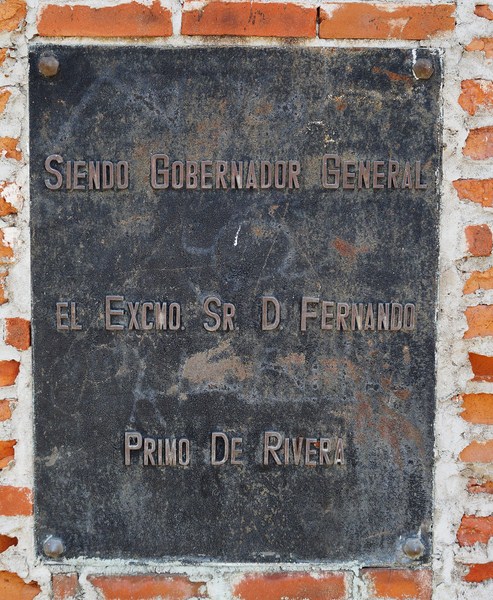 Siendo Gobernador General
el Excmo. Sr. D. Fernando
Primo De Rivera